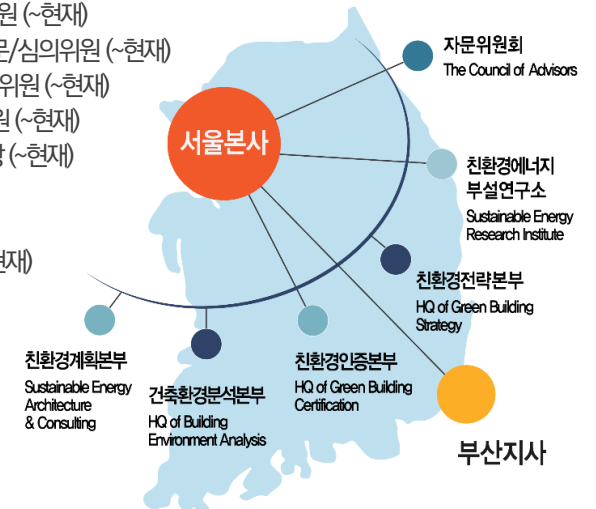 원 (~현재)
문/심의위원 (~현재)
위원 (~현재)
원 (~현재)
(~현재)
현재)
서울본사
자문위원회
The Council of Advisors
친환경에너지
부설연구소
Sustainable Energy
Research Institute
친환경전략본부
HQ of Green Building
Strategy
친환경계획본부
Sustainable Energy
Architecture
& Consulting
건축환경분석본부
HQ of Building
Environment Analysis
친환경인증본부
HQ of Green Building
Certification
부산지사